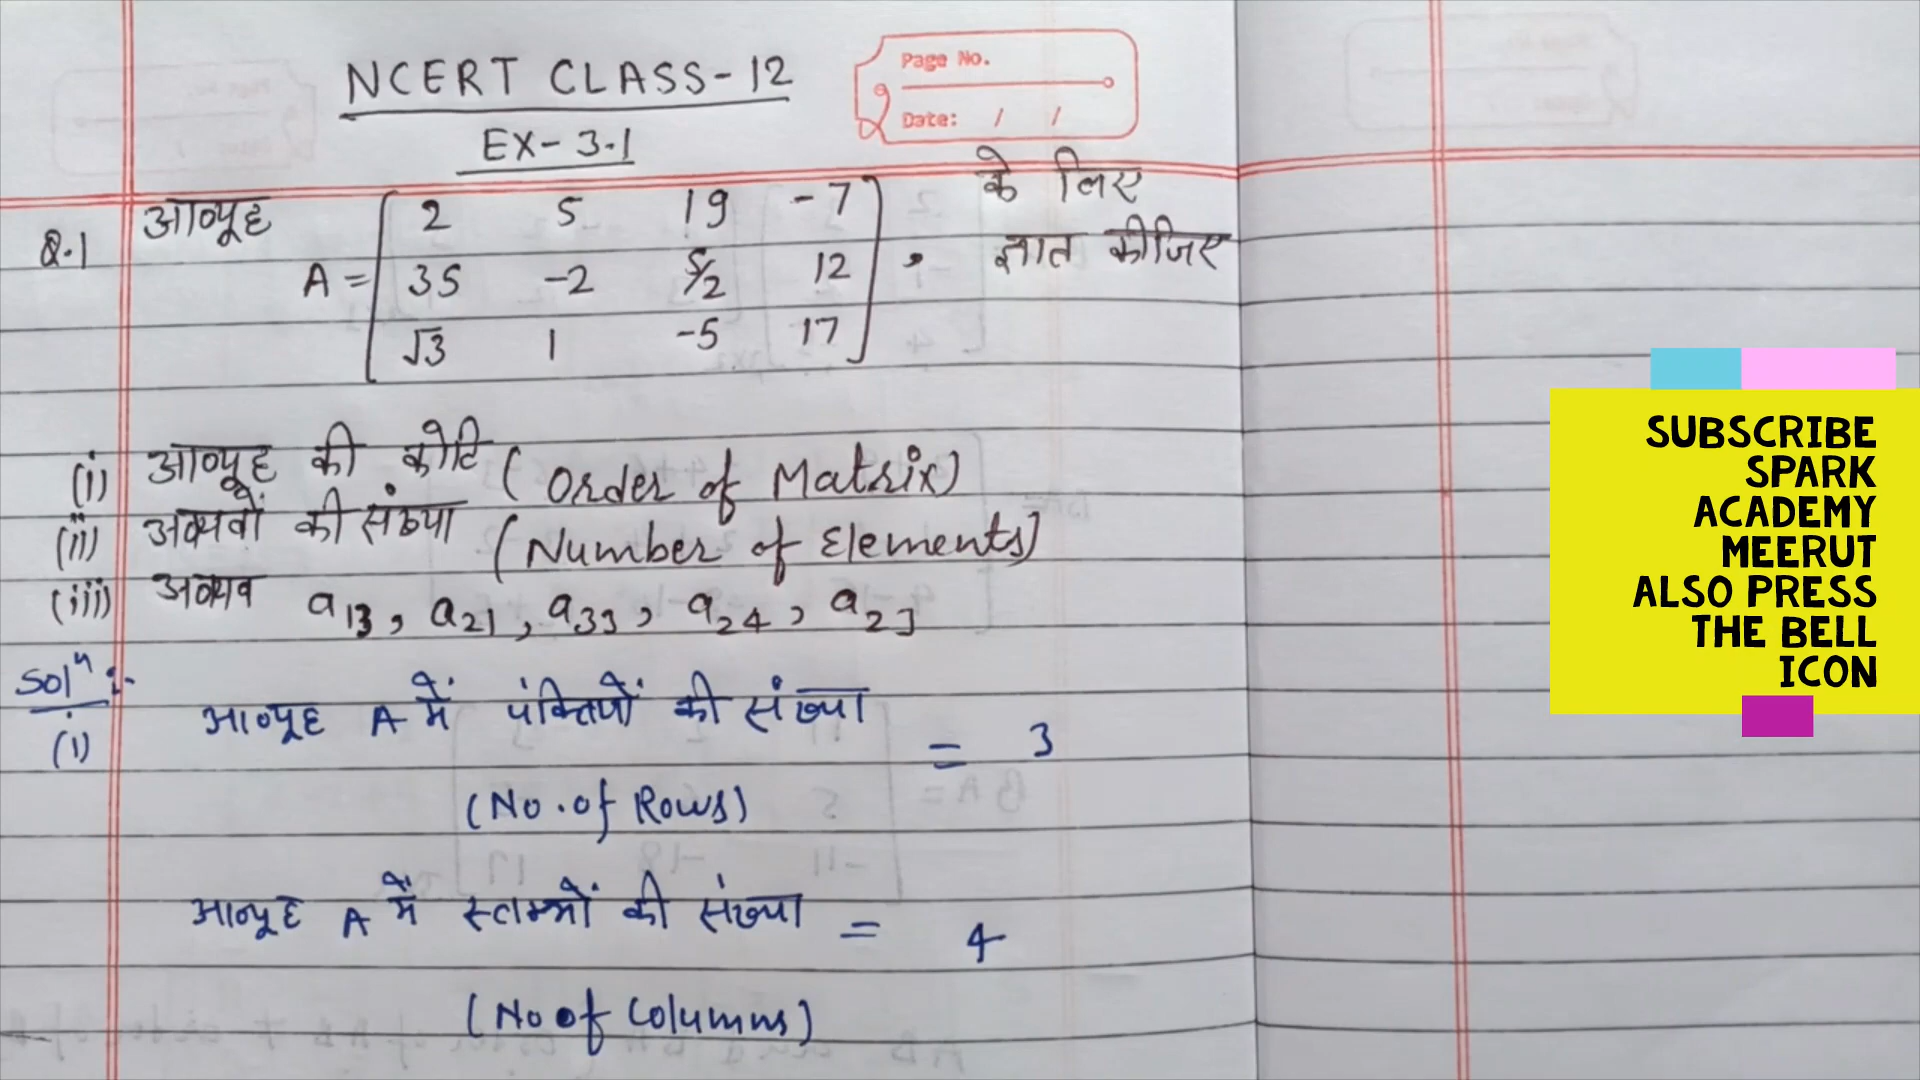 NCERT CLASS-12
EX-3.1
Page No.
Date: / /
Q.1 आव्यूह A = [ 2 5 19 -7
35 -2 5/2 12
√3 1 -5 17 ] , के लिए
ज्ञात कीजिए
(i) आव्यूह की कोटि (Order of Matrix)
(ii) अवयवों की संख्या (Number of Elements)
(iii) अवयव a13, a21, a33, a24, a23
Solⁿ :-
(i) आव्यूह A में पंक्तियों की संख्या = 3
(No. of Rows)
आव्यूह A में स्तम्भों की संख्या = 4
(No of Columns)
SUBSCRIBE
SPARK
ACADEMY
MEERUT
ALSO PRESS
THE BELL
ICON